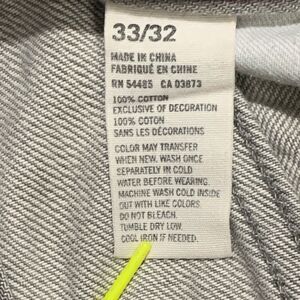 33/32
MADE IN CHINA
FABRIQUÉ EN CHINE
RN 54485 CA 03873
100% COTTON
EXCLUSIVE OF DECORATION
100% COTON
SANS LES DÉCORATIONS
COLOR MAY TRANSFER
WHEN NEW. WASH ONCE
SEPARATELY IN COLD
WATER BEFORE WEARING.
MACHINE WASH COLD INSIDE
OUT WITH LIKE COLORS.
DO NOT BLEACH.
TUMBLE DRY LOW.
COOL IRON IF NEEDED.